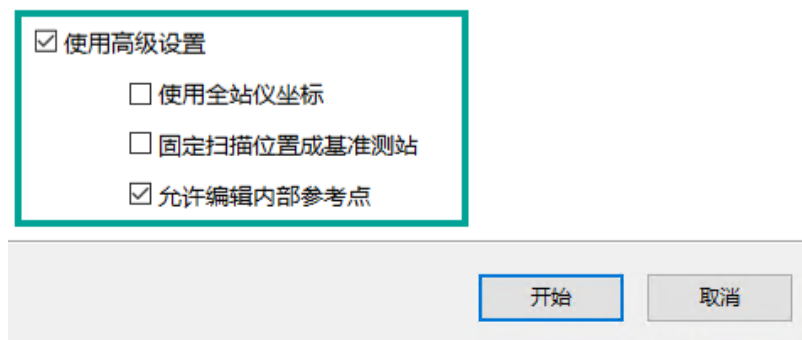 使用高级设置
使用全站仪坐标
固定扫描位置成基准测站
允许编辑内部参考点
开始 取消